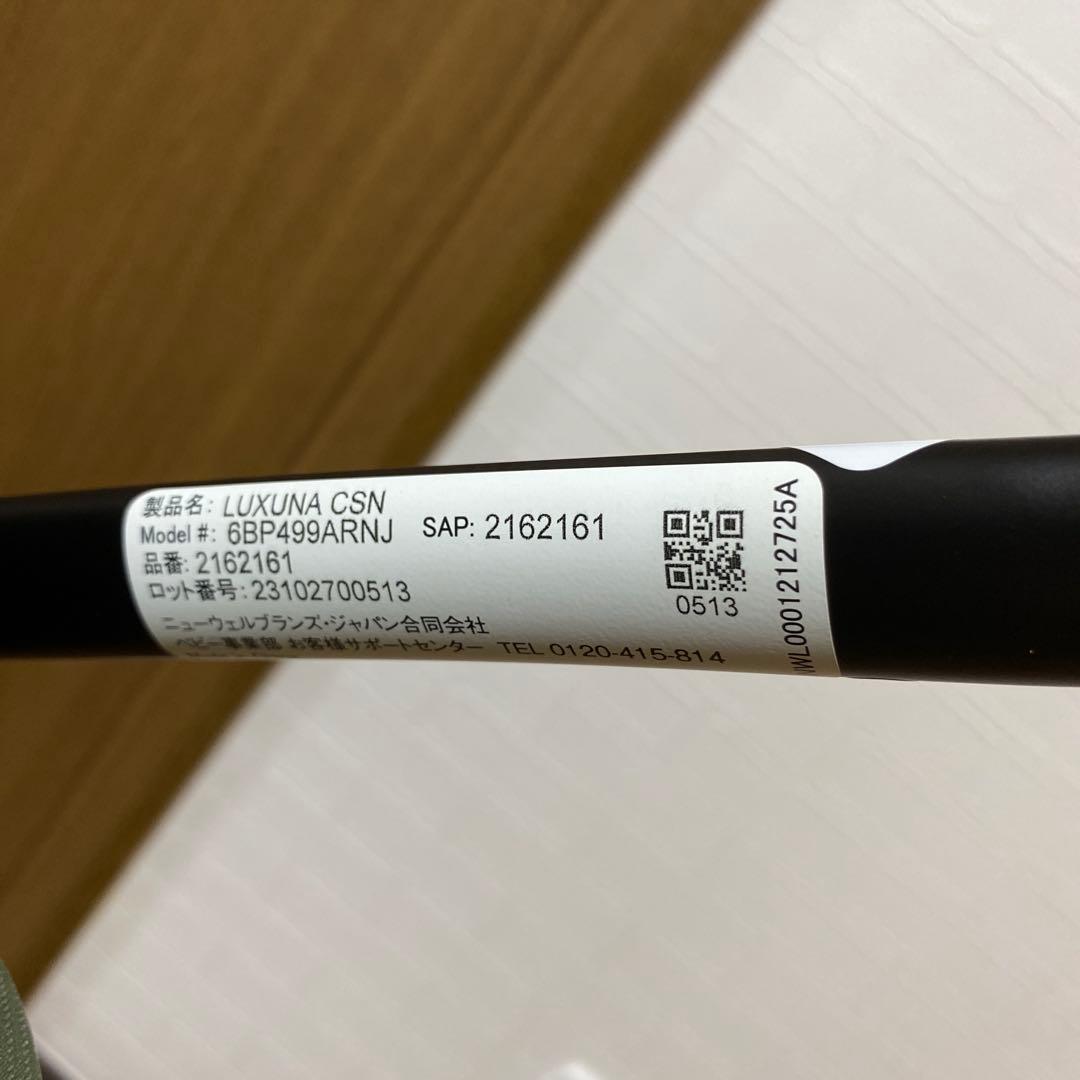 製品名: LUXUNA CSN
Model #: 6BP499ARNJ SAP: 2162161
品番: 2162161
ロット番号: 23102700513
ニューウェルブランズ・ジャパン合同会社
ベビー事業部 お客様サポートセンター TEL 0120-415-814
0513
NWL0001212725A